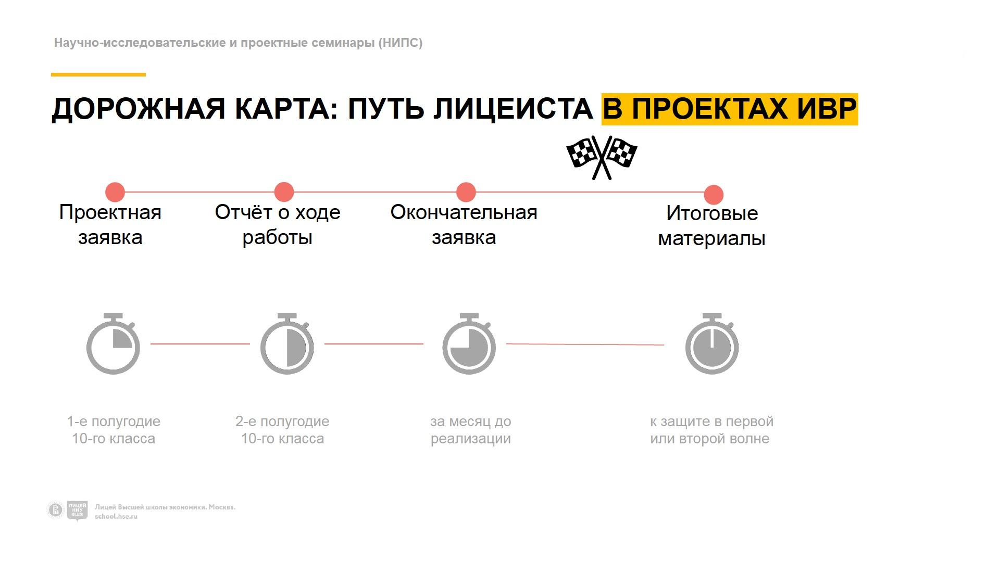 Научно-исследовательские и проектные семинары (НИПС)
ДОРОЖНАЯ КАРТА: ПУТЬ ЛИЦЕИСТА В ПРОЕКТАХ ИВР
Проектная
заявка
Отчёт о ходе
работы
Окончательная
заявка
Итоговые
материалы
1-е полугодие
10-го класса
2-е полугодие
10-го класса
за месяц до
реализации
к защите в первой
или второй волне
ЛИЦЕЙ
НИУ
ВШЭ
Лицей Высшей школы экономики. Москва.
school.hse.ru